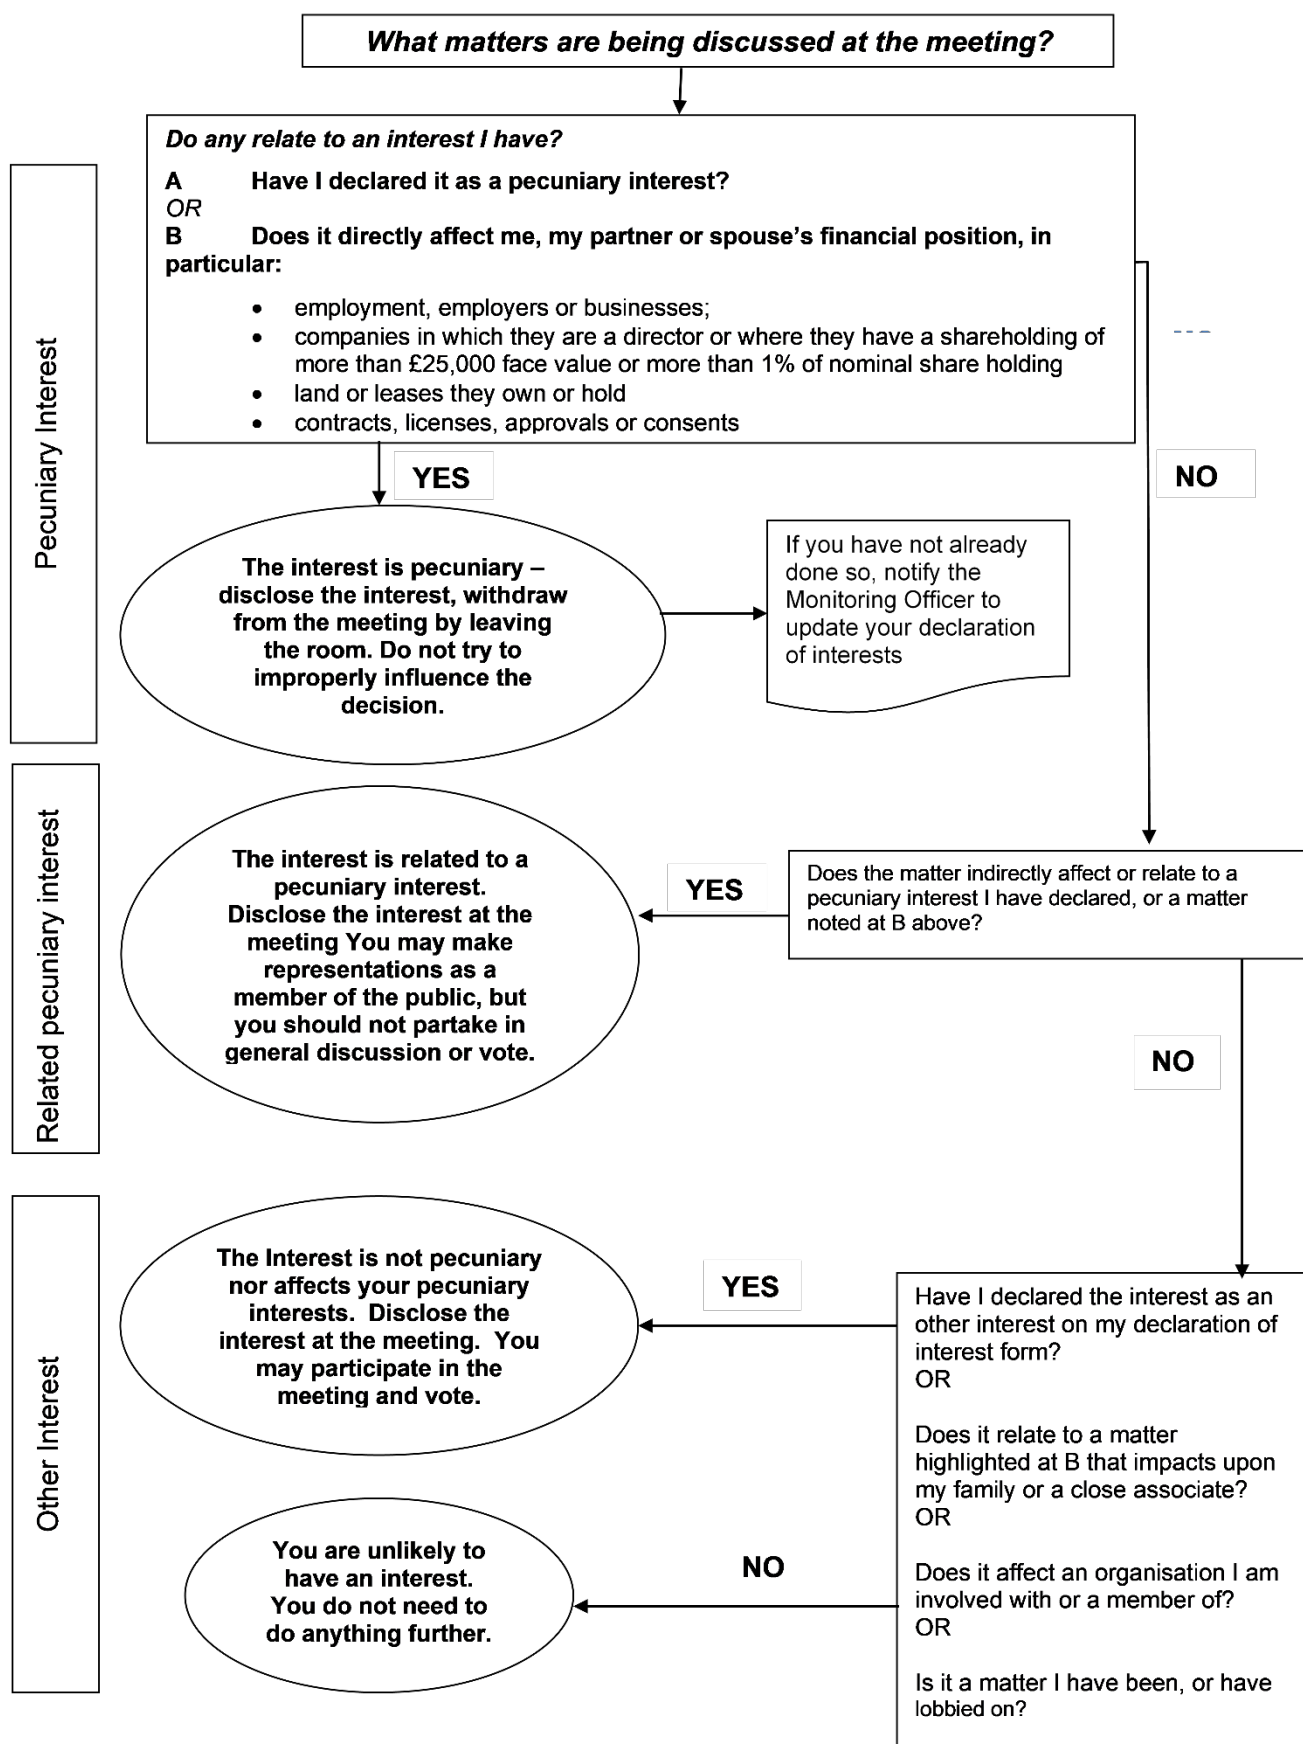 What matters are being discussed at the meeting?
Do any relate to an interest I have?
A Have I declared it as a pecuniary interest?
OR
B Does it directly affect me, my partner or spouse's financial position, in
particular:
• employment, employers or businesses;
• companies in which they are a director or where they have a shareholding of
more than £25,000 face value or more than 1% of nominal share holding
• land or leases they own or hold
• contracts, licenses, approvals or consents
Pecuniary Interest
YES
NO
The interest is pecuniary –
disclose the interest, withdraw
from the meeting by leaving
the room. Do not try to
improperly influence the
decision.
If you have not already
done so, notify the
Monitoring Officer to
update your declaration
of interests
Related pecuniary interest
The interest is related to a
pecuniary interest.
Disclose the interest at the
meeting You may make
representations as a
member of the public, but
you should not partake in
general discussion or vote.
YES
Does the matter indirectly affect or relate to a
pecuniary interest I have declared, or a matter
noted at B above?
NO
Other Interest
The Interest is not pecuniary
nor affects your pecuniary
interests. Disclose the
interest at the meeting. You
may participate in the
meeting and vote.
YES
Have I declared the interest as an
other interest on my declaration of
interest form?
OR
Does it relate to a matter
highlighted at B that impacts upon
my family or a close associate?
OR
Does it affect an organisation I am
involved with or a member of?
OR
Is it a matter I have been, or have
lobbied on?
NO
You are unlikely to
have an interest.
You do not need to
do anything further.